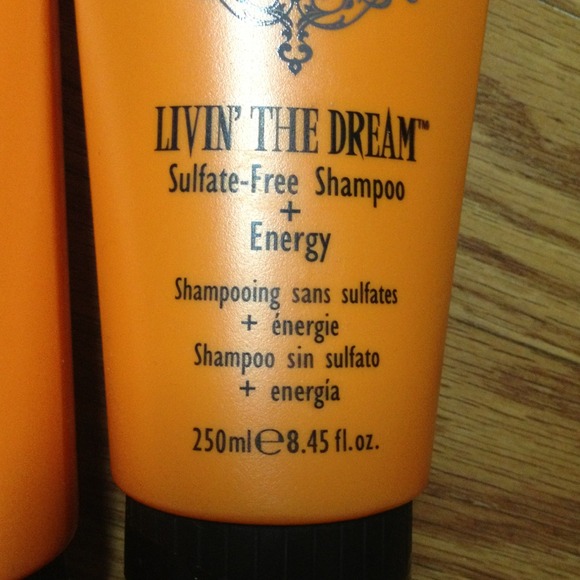 LIVIN' THE DREAM™
Sulfate-Free Shampoo
+
Energy
Shampooing sans sulfates
+ énergie
Shampoo sin sulfato
+ energía
250ml℮8.45 fl.oz.